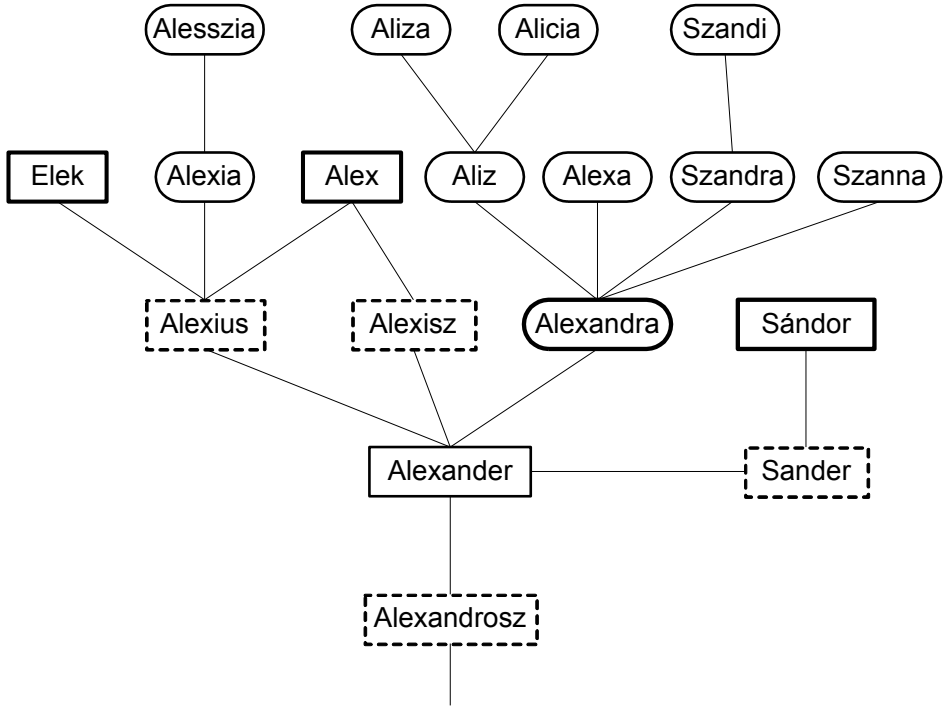 Alesszia
Aliza
Alicia
Szandi
Elek
Alexia
Alex
Aliz
Alexa
Szandra
Szanna
Alexius
Alexisz
Alexandra
Sándor
Alexander
Sander
Alexandrosz